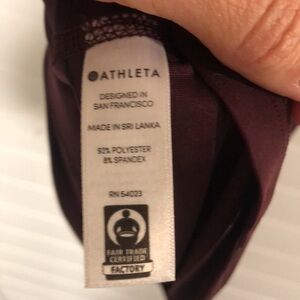 ATHLETA
DESIGNED IN
SAN FRANCISCO
MADE IN SRI LANKA
92% POLYESTER
8% SPANDEX
RN 54023
FAIR TRADE
CERTIFIED
FACTORY